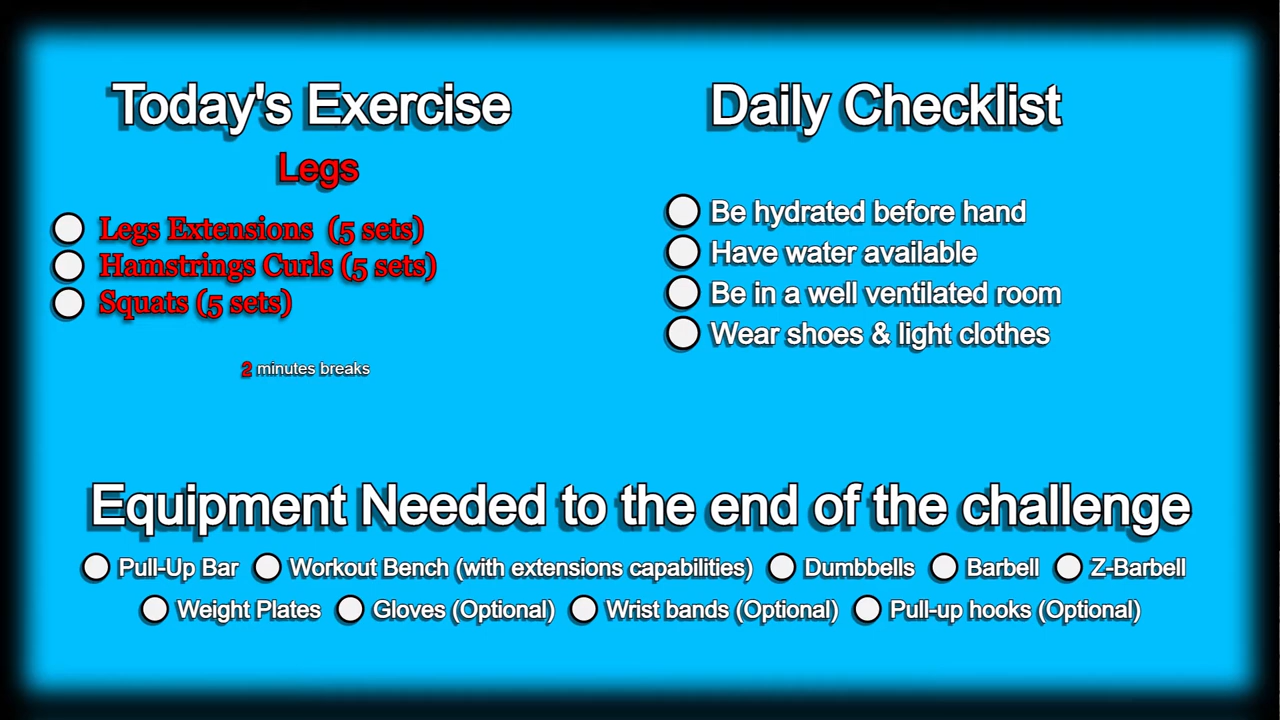 Today's Exercise
Legs
Legs Extensions (5 sets)
Hamstrings Curls (5 sets)
Squats (5 sets)
2 minutes breaks
Daily Checklist
Be hydrated before hand
Have water available
Be in a well ventilated room
Wear shoes & light clothes
Equipment Needed to the end of the challenge
Pull-Up Bar Workout Bench (with extensions capabilities) Dumbbells Barbell Z-Barbell
Weight Plates Gloves (Optional) Wrist bands (Optional) Pull-up hooks (Optional)